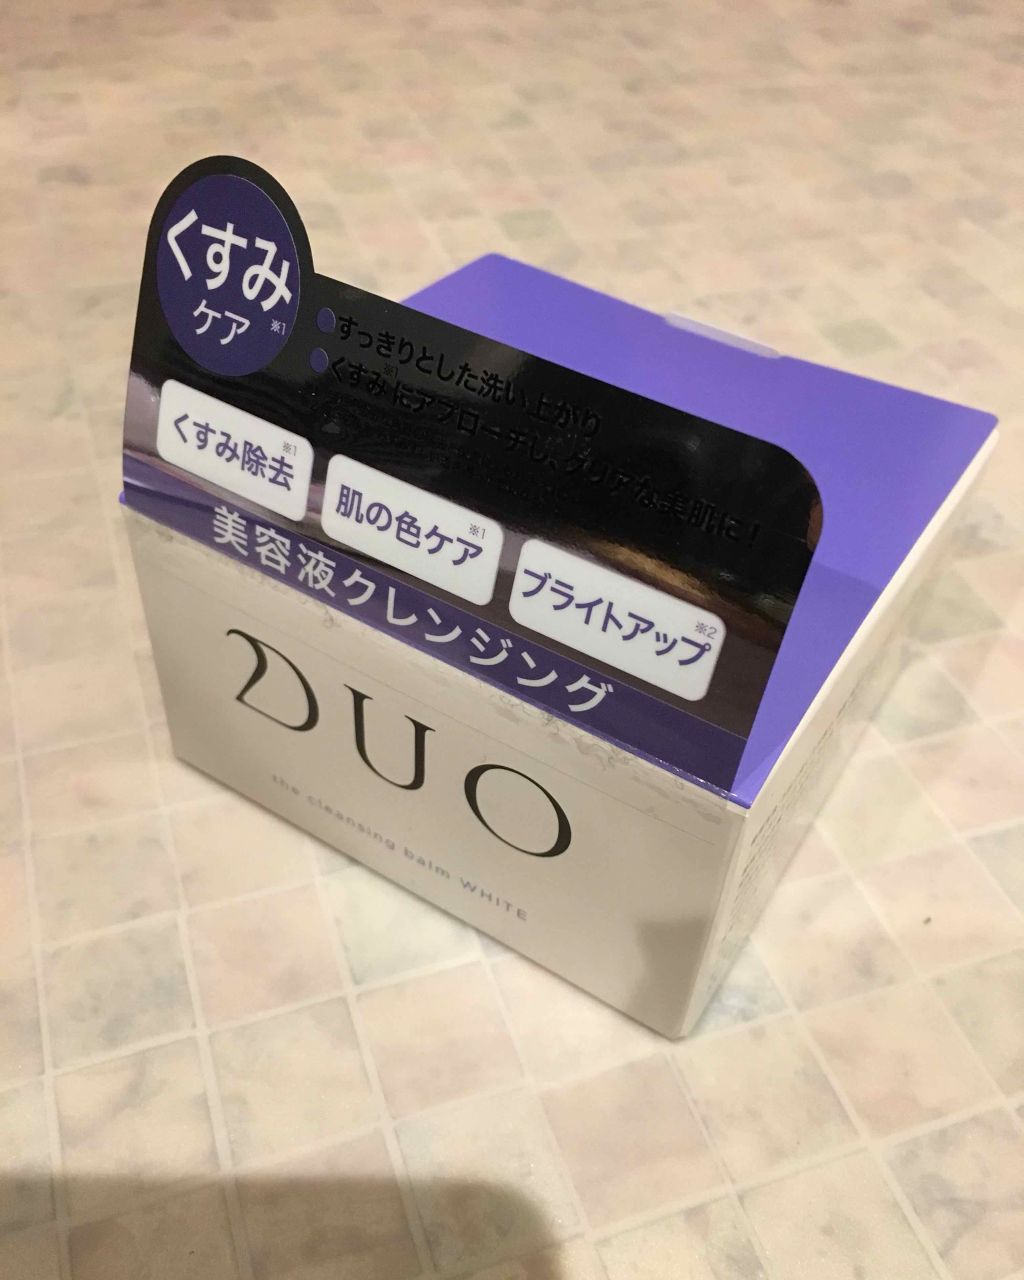 くすみ
ケア※1
すっきりとした洗い上がり
くすみ※1にアプローチし、クリアな美肌に！
くすみ除去※1
肌の色ケア※1
ブライトアップ※2
美容液クレンジング
DUO
the cleansing balm WHITE